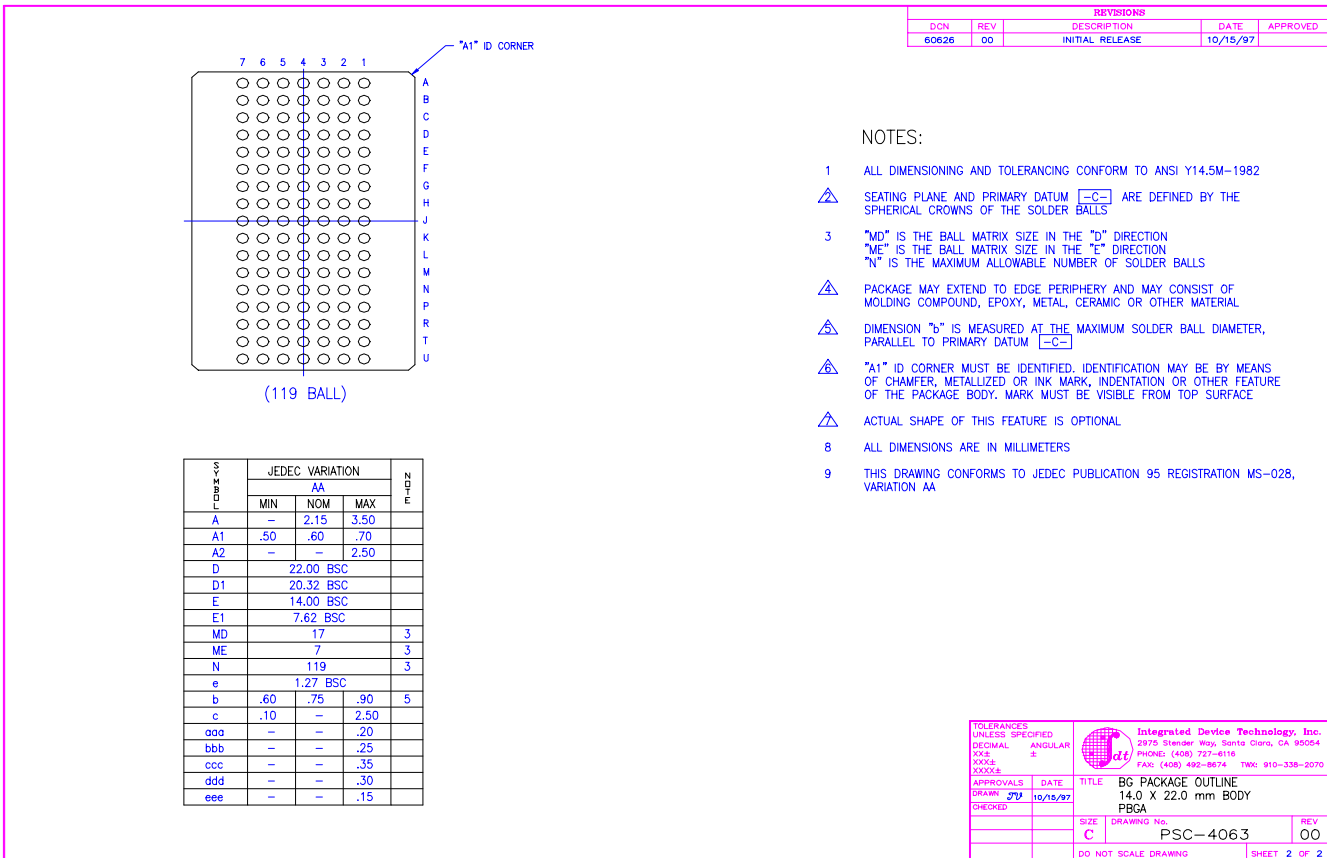 REVISIONS
DCN REV DESCRIPTION DATE APPROVED
60626 00 INITIAL RELEASE 10/15/97
"A1" ID CORNER
7 6 5 4 3 2 1
A
B
C
D
E
F
G
H
J
K
L
M
N
P
R
T
U
(119 BALL)
NOTES:
1 ALL DIMENSIONING AND TOLERANCING CONFORM TO ANSI Y14.5M-1982
2 SEATING PLANE AND PRIMARY DATUM -C- ARE DEFINED BY THE
SPHERICAL CROWNS OF THE SOLDER BALLS
3 "MD" IS THE BALL MATRIX SIZE IN THE "D" DIRECTION
"ME" IS THE BALL MATRIX SIZE IN THE "E" DIRECTION
"N" IS THE MAXIMUM ALLOWABLE NUMBER OF SOLDER BALLS
4 PACKAGE MAY EXTEND TO EDGE PERIPHERY AND MAY CONSIST OF
MOLDING COMPOUND, EPOXY, METAL, CERAMIC OR OTHER MATERIAL
5 DIMENSION "b" IS MEASURED AT THE MAXIMUM SOLDER BALL DIAMETER,
PARALLEL TO PRIMARY DATUM -C-
6 "A1" ID CORNER MUST BE IDENTIFIED. IDENTIFICATION MAY BE BY MEANS
OF CHAMFER, METALLIZED OR INK MARK, INDENTATION OR OTHER FEATURE
OF THE PACKAGE BODY. MARK MUST BE VISIBLE FROM TOP SURFACE
7 ACTUAL SHAPE OF THIS FEATURE IS OPTIONAL
8 ALL DIMENSIONS ARE IN MILLIMETERS
9 THIS DRAWING CONFORMS TO JEDEC PUBLICATION 95 REGISTRATION MS-028,
VARIATION AA
SYMBOL JEDEC VARIATION NOTE
AA
MIN NOM MAX
A - 2.15 3.50
A1 .50 .60 .70
A2 - - 2.50
D 22.00 BSC
D1 20.32 BSC
E 14.00 BSC
E1 7.62 BSC
MD 17 3
ME 7 3
N 119 3
e 1.27 BSC
b .60 .75 .90 5
c .10 - 2.50
aaa - - .20
bbb - - .25
ccc - - .35
ddd - - .30
eee - - .15
TOLERANCES
UNLESS SPECIFIED
DECIMAL ANGULAR
XX± ±
XXX±
XXXX±
idt
Integrated Device Technology, Inc.
2975 Stender Way, Santa Clara, CA 95054
PHONE: (408) 727-6116
FAX: (408) 492-8674 TWX: 910-338-2070
APPROVALS DATE
DRAWN TV 10/15/97
CHECKED
TITLE BG PACKAGE OUTLINE
14.0 X 22.0 mm BODY
PBGA
SIZE DRAWING No. REV
C PSC-4063 00
DO NOT SCALE DRAWING SHEET 2 OF 2